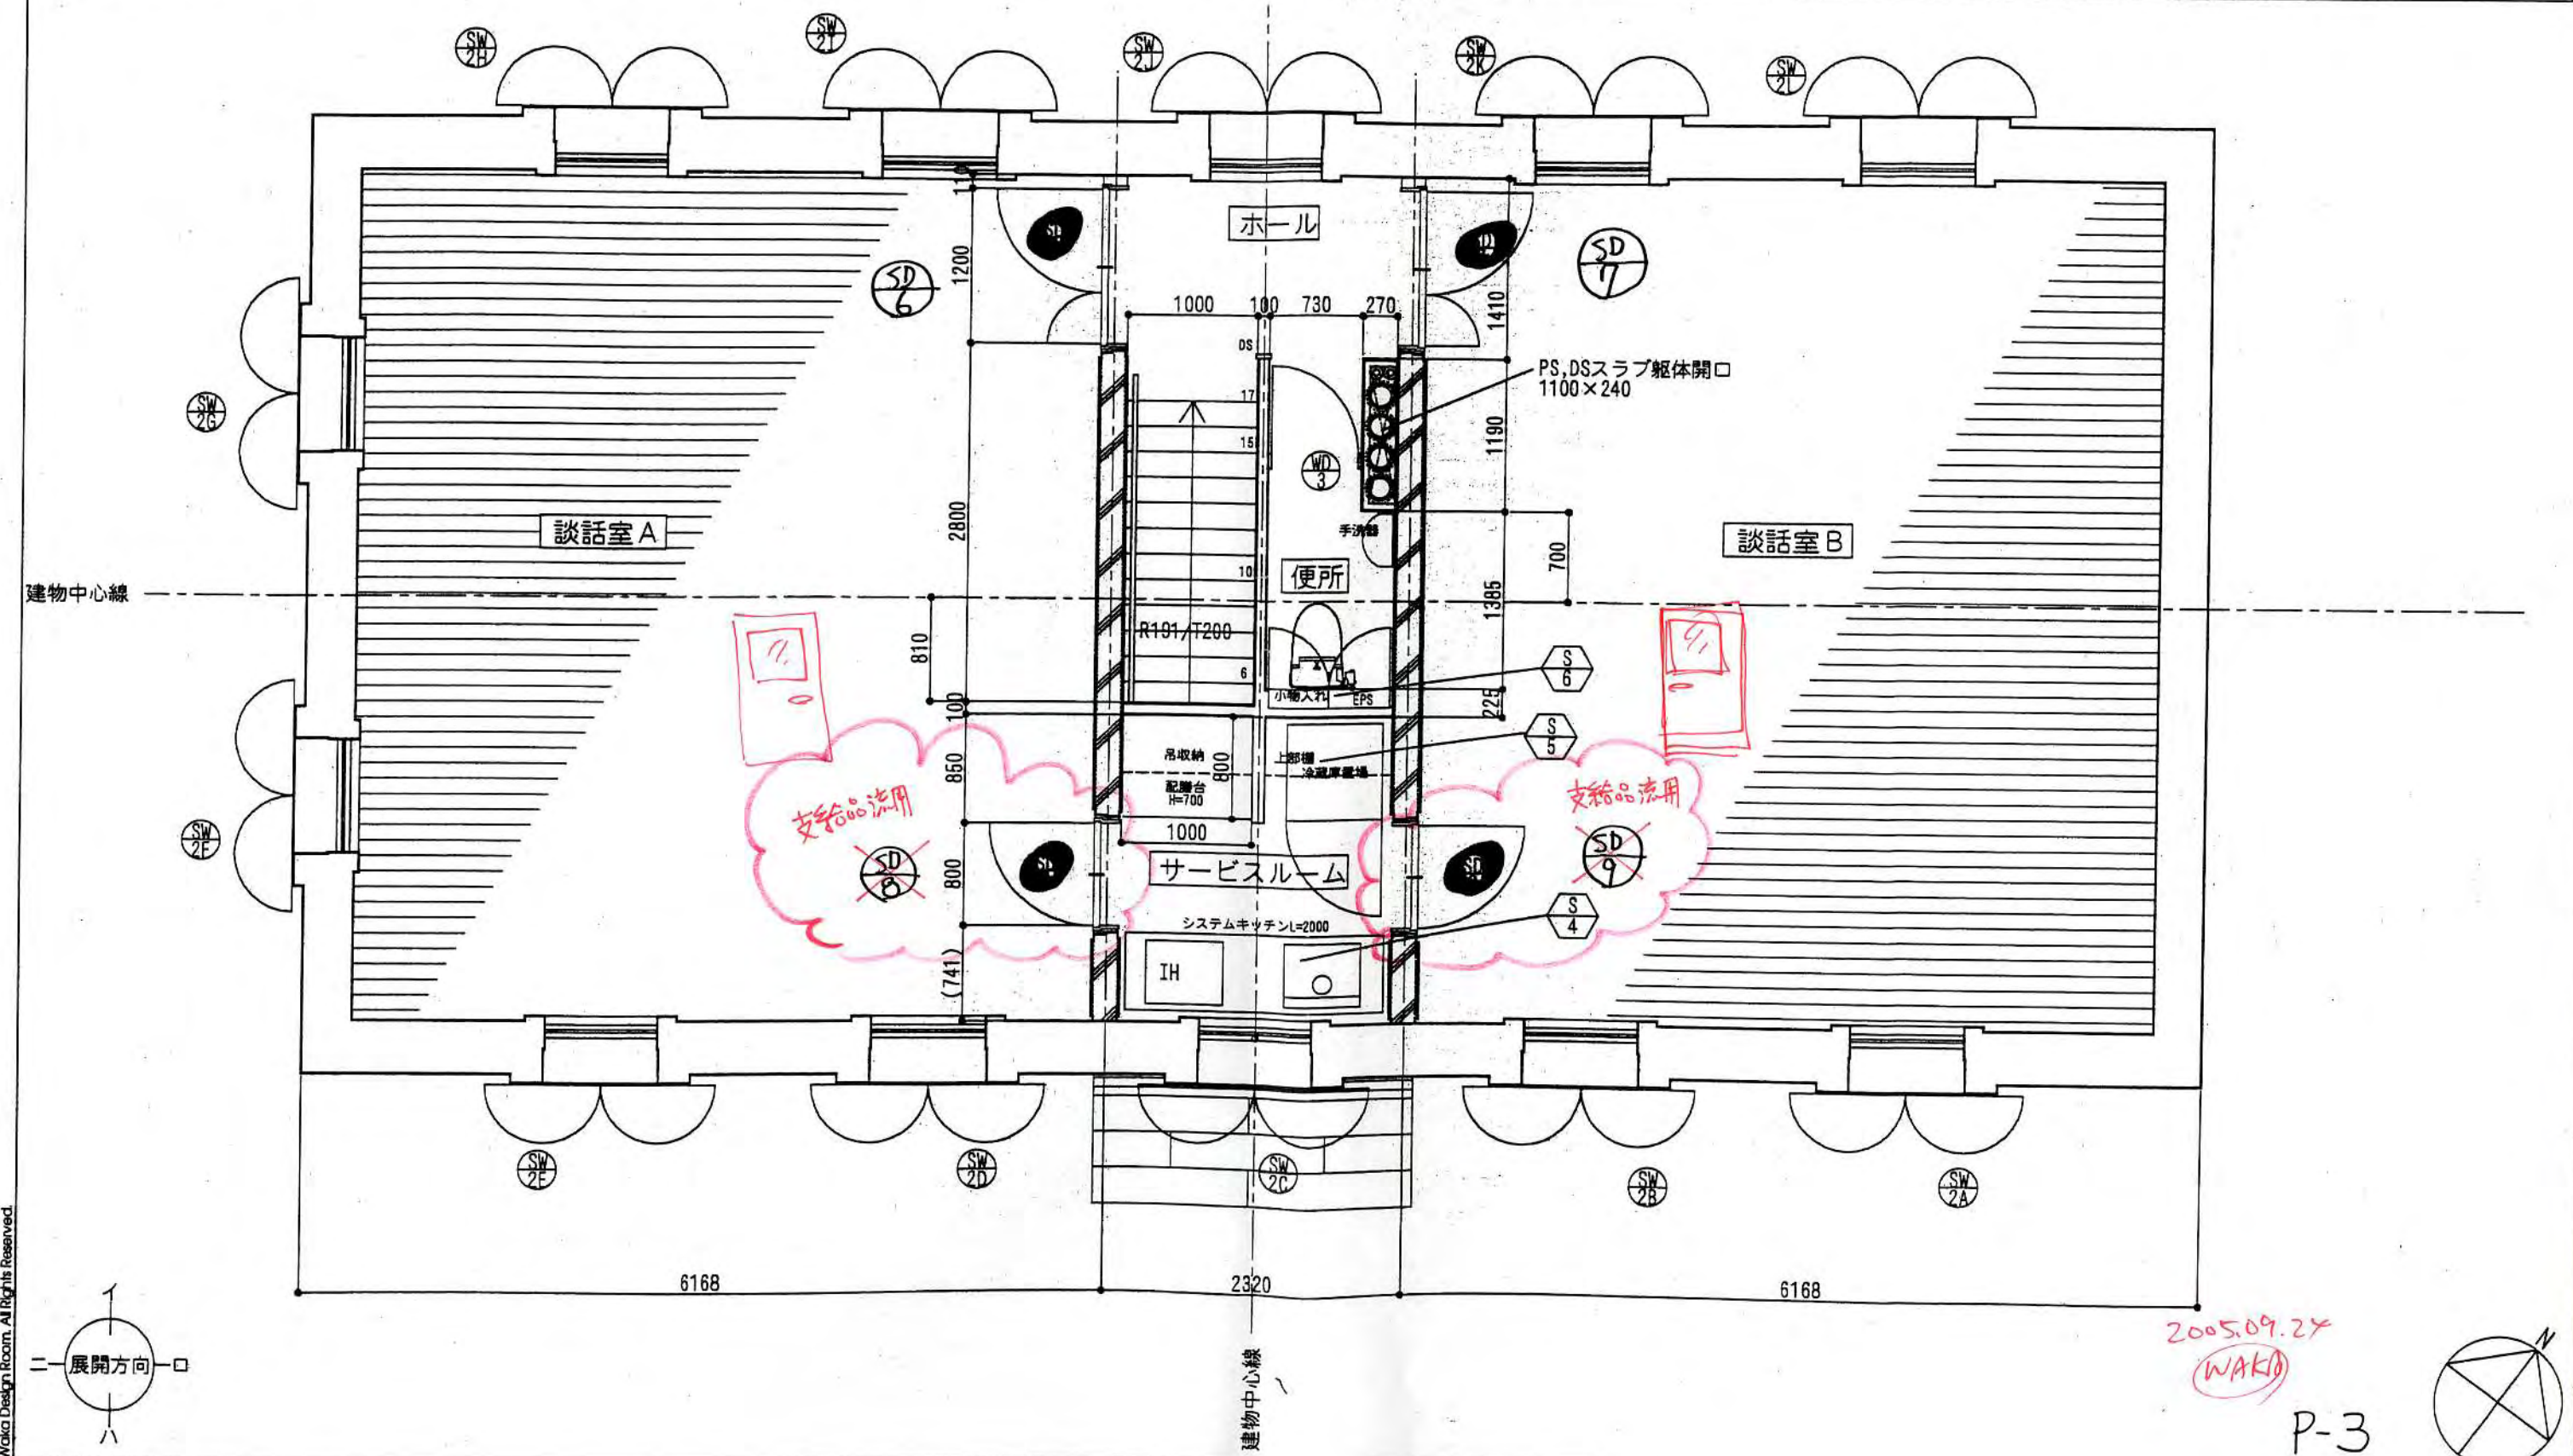 SW
2H
SW
2I
SW
2J
SW
2K
SW
2L
ホール
SD
6
SD
7
1200
1000
100
730
270
1410
DS
PS,DSスラブ躯体開口
1100×240
17
15
10
6
1190
SW
2G
WD
3
2800
手洗器
談話室A
談話室B
便所
700
1385
建物中心線
810
R191/T200
S
6
小物入れ
EPS
225
100
S
5
850
吊収納
800
上部棚
冷蔵庫置場
配膳台
H=700
支給品流用
支給品流用
SW
2F
1000
SD
8
SD
9
800
サービスルーム
S
4
システムキッチンL=2000
(741)
IH
SW
2E
SW
2D
SW
2C
SW
2B
SW
2A
6168
2320
6168
イ
ニ
展開方向
ロ
ハ
建物中心線
2005.09.24
WAKA
N
P-3
Waka Design Room. All Rights Reserved.